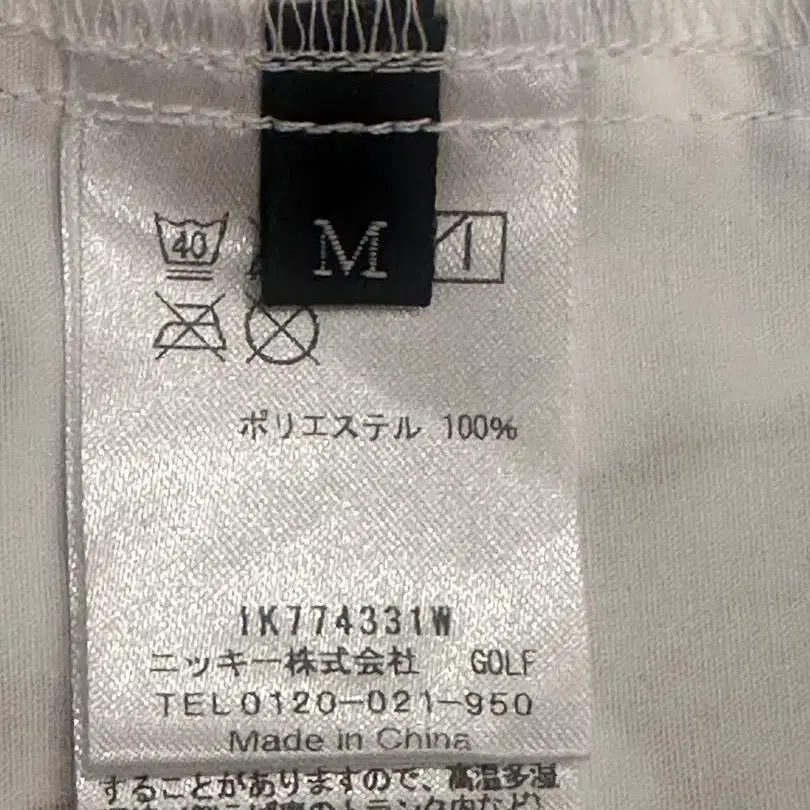 M
40
ポリエステル 100%
IK774331W
ニッキー株式会社 GOLF
TEL0120-021-950
Made in China
することがありますので、高温多湿